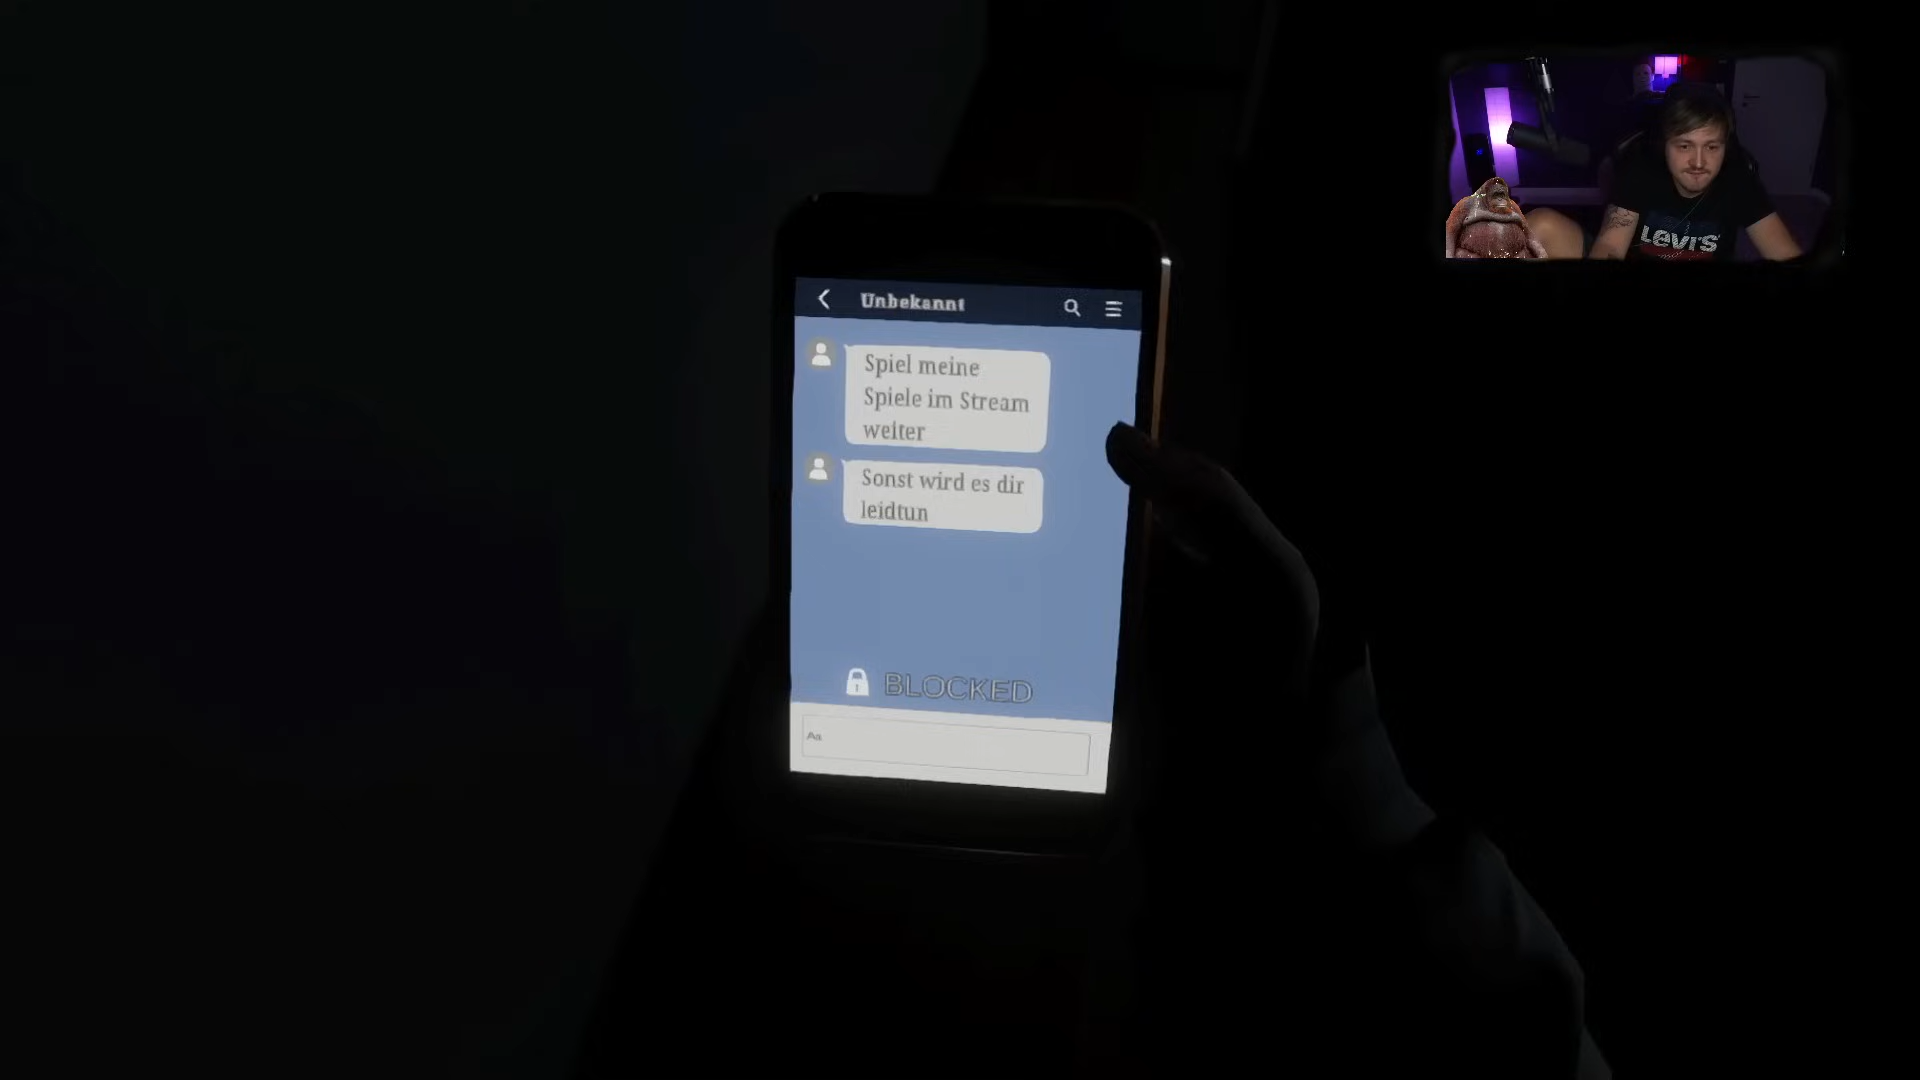 Unbekannt
Spiel meine
Spiele im Stream
weiter
Sonst wird es dir
leidtun
BLOCKED
Aa
Levi's